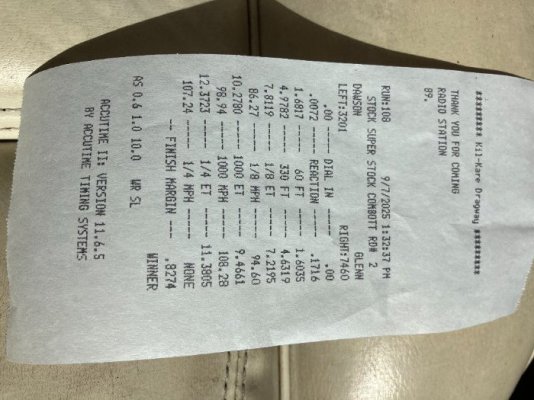 ********* Kil-Kare Dragway *********
THANK YOU FOR COMING
RADIO STATION
89.
RUN:108 9/7/2025 1:32:37 PM
STOCK SUPER STOCK COMBOTT RD# 2
DAWSON GLENN
LEFT:3201 RIGHT:7460
.00 ----- DIAL IN ----- .00
.0072 ----- REACTION ----- .1716
1.6817 ----- 60 FT ----- 1.6035
4.9782 ----- 330 FT ----- 4.6319
7.8119 ----- 1/8 ET ----- 7.2195
86.27 ----- 1/8 MPH ----- 94.60
10.2780 ----- 1000 ET ----- 9.4661
98.94 ----- 1000 MPH ----- 108.28
12.3723 ----- 1/4 ET ----- 11.3805
107.24 ----- 1/4 MPH ----- NONE
--- FINISH MARGIN --- .8274
WINNER
AS 0.6 1.0 10.0 WR SL
ACCUTIME II: VERSION 11.6.5
BY ACCUTIME TIMING SYSTEMS